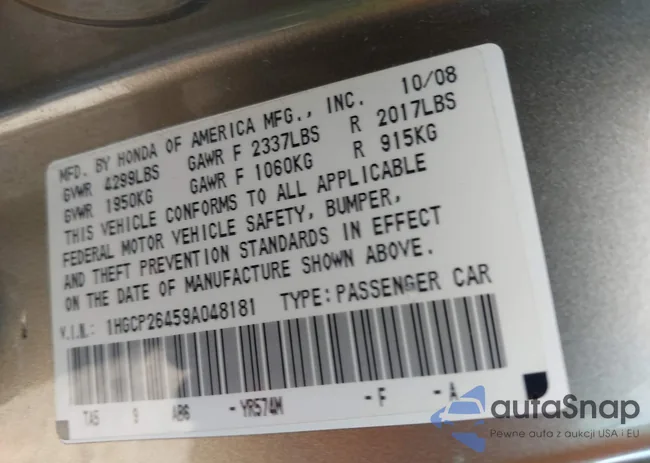 MFD. BY HONDA OF AMERICA MFG., INC. 10/08
GVWR 4299LBS GAWR F 2337LBS R 2017LBS
GVWR 1950KG GAWR F 1060KG R 915KG
THIS VEHICLE CONFORMS TO ALL APPLICABLE
FEDERAL MOTOR VEHICLE SAFETY, BUMPER,
AND THEFT PREVENTION STANDARDS IN EFFECT
ON THE DATE OF MANUFACTURE SHOWN ABOVE.
V.I.N.: 1HGCP26459A048181 TYPE:PASSENGER CAR
TA5 9 AB6 -YR574M -F -A
autaSnap
Pewne auta z aukcji USA i EU